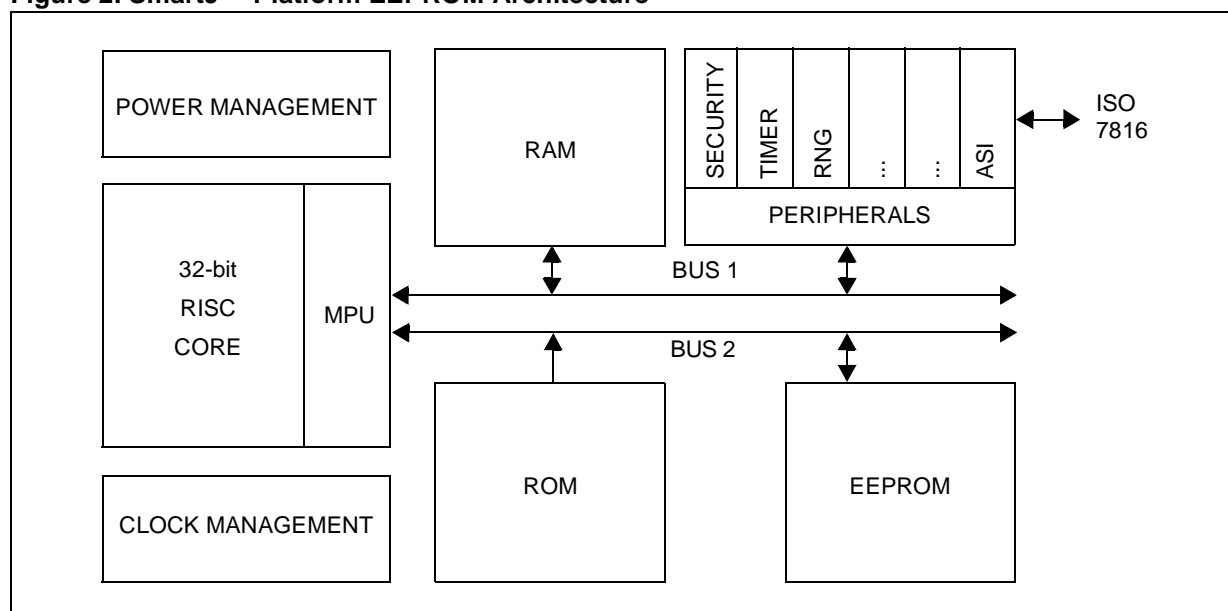 POWER MANAGEMENT
32-bit
RISC
CORE
MPU
CLOCK MANAGEMENT
RAM
SECURITY
TIMER
RNG
...
...
ASI
PERIPHERALS
ISO
7816
BUS 1
BUS 2
ROM
EEPROM